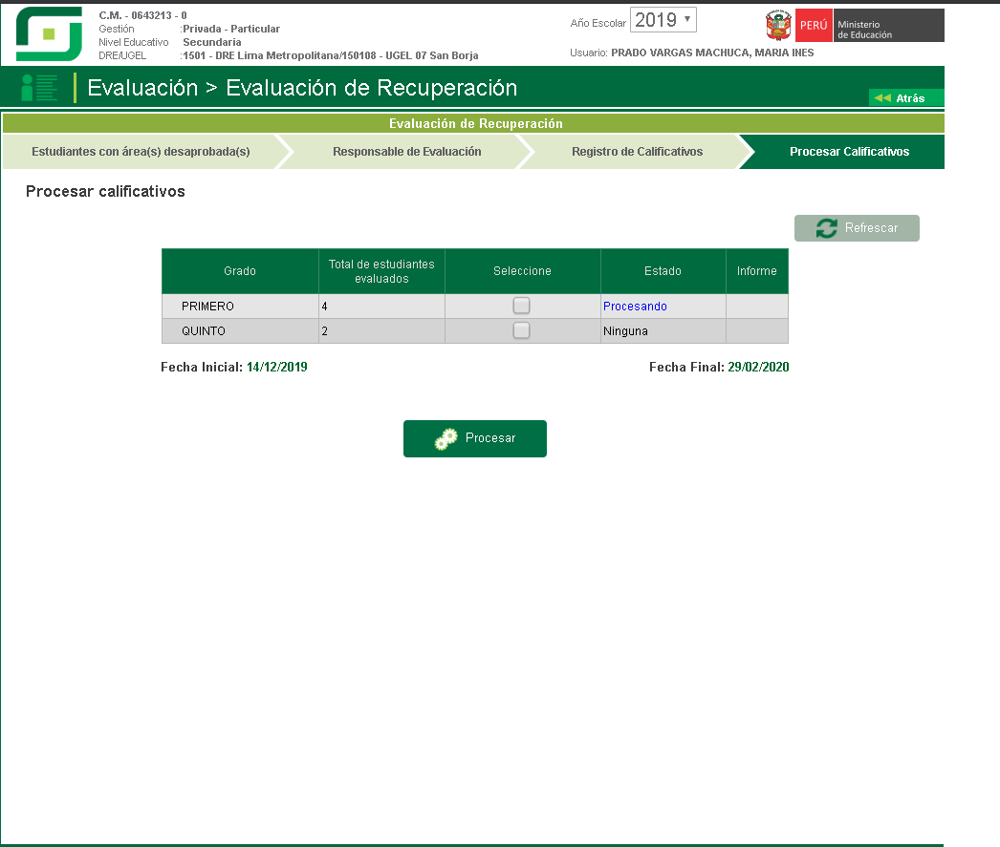 C.M. - 0643213 - 0
Gestión :Privada - Particular
Nivel Educativo Secundaria
DRE/UGEL :1501 - DRE Lima Metropolitana/150108 - UGEL 07 San Borja
Año Escolar 2019
Usuario: PRADO VARGAS MACHUCA, MARIA INES
PERÚ Ministerio
de Educación
Evaluación > Evaluación de Recuperación
Atrás
Evaluación de Recuperación
Estudiantes con área(s) desaprobada(s) Responsable de Evaluación Registro de Calificativos Procesar Calificativos
Procesar calificativos
Refrescar
Grado Total de estudiantes evaluados Seleccione Estado Informe
PRIMERO 4 Procesando
QUINTO 2 Ninguna
Fecha Inicial: 14/12/2019 Fecha Final: 29/02/2020
Procesar